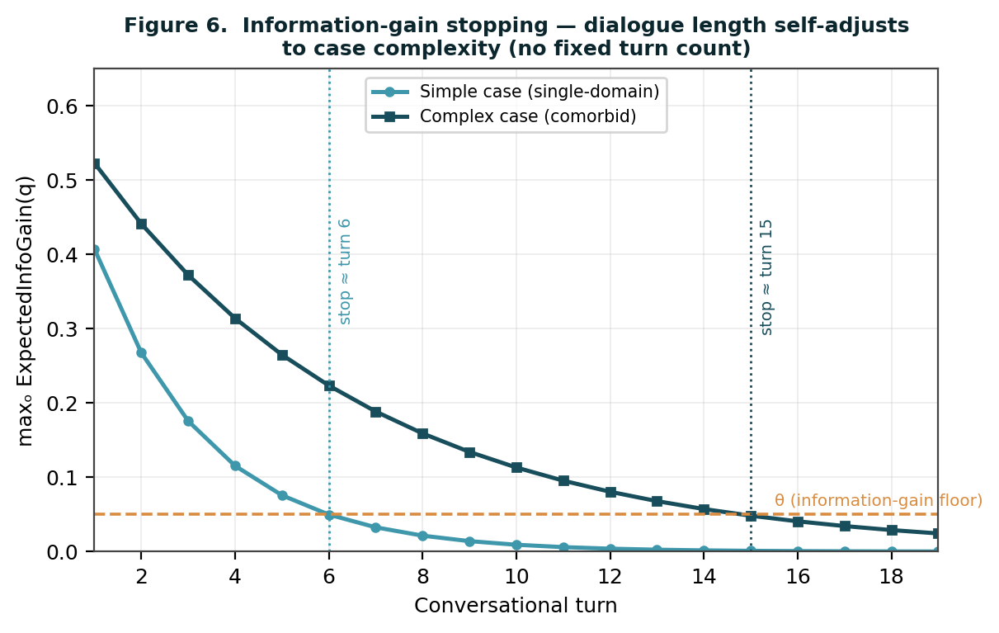 Figure 6.  Information-gain stopping — dialogue length self-adjusts
to case complexity (no fixed turn count)
Simple case (single-domain)
Complex case (comorbid)
maxₒ ExpectedInfoGain(q)
0.6
0.5
0.4
0.3
0.2
0.1
0.0
stop ≈ turn 6
stop ≈ turn 15
θ (information-gain floor)
2 4 6 8 10 12 14 16 18
Conversational turn